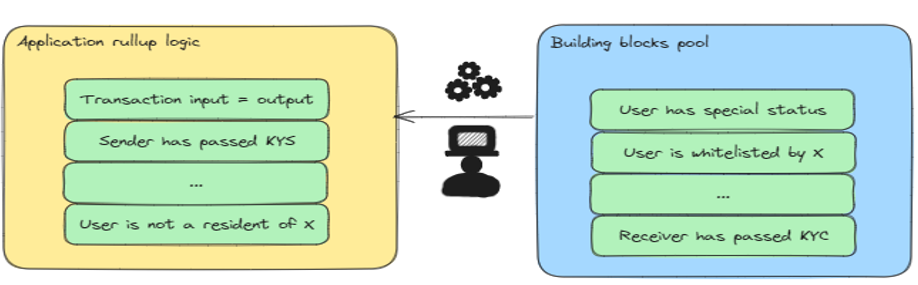 Application rullup logic
Transaction input = output
Sender has passed KYS
...
User is not a resident of X
Building blocks pool
User has special status
User is whitelisted by X
...
Receiver has passed KYC